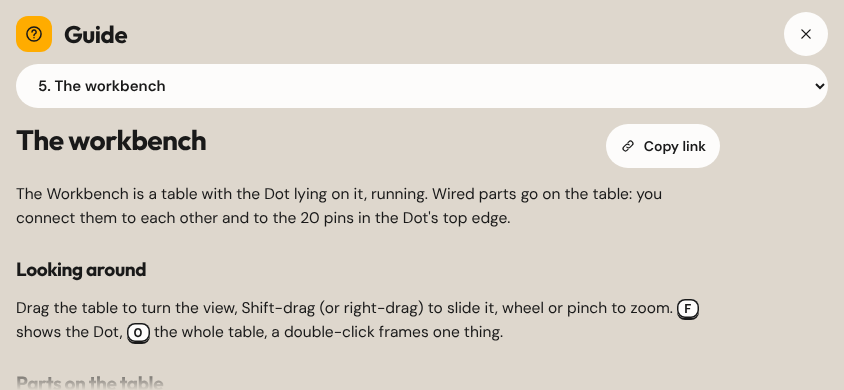 Guide
5. The workbench
The workbench
Copy link
The Workbench is a table with the Dot lying on it, running. Wired parts go on the table: you
connect them to each other and to the 20 pins in the Dot's top edge.
Looking around
Drag the table to turn the view, Shift-drag (or right-drag) to slide it, wheel or pinch to zoom. F
shows the Dot, O the whole table, a double-click frames one thing.
Parts on the table